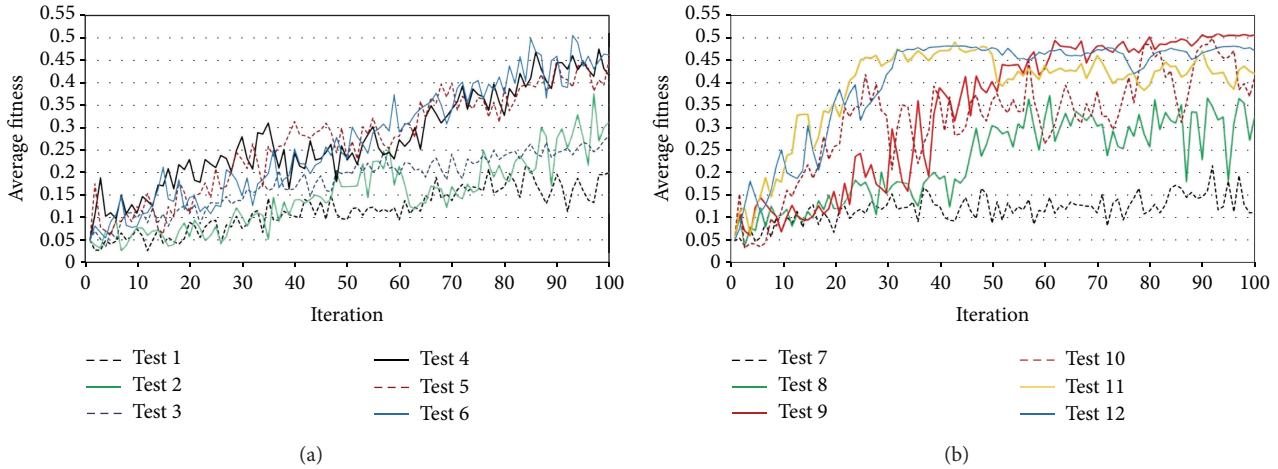 0.55
0.5
0.45
0.4
0.35
0.3
0.25
0.2
0.15
0.1
0.05
0
Average fitness
0 10 20 30 40 50 60 70 80 90 100
Iteration
Test 1
Test 2
Test 3
Test 4
Test 5
Test 6
(a)
0.55
0.5
0.45
0.4
0.35
0.3
0.25
0.2
0.15
0.1
0.05
0
Average fitness
0 10 20 30 40 50 60 70 80 90 100
Iteration
Test 7
Test 8
Test 9
Test 10
Test 11
Test 12
(b)